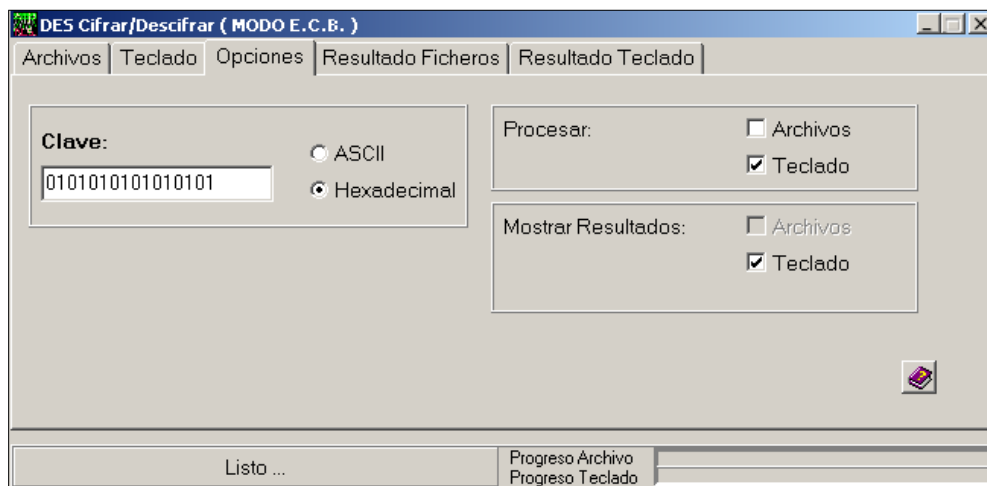 DES Cifrar/Descifrar ( MODO E.C.B. )
Archivos Teclado Opciones Resultado Ficheros Resultado Teclado
Clave:
0101010101010101
ASCII
Hexadecimal
Procesar:
Archivos
Teclado
Mostrar Resultados:
Archivos
Teclado
Listo ...
Progreso Archivo
Progreso Teclado